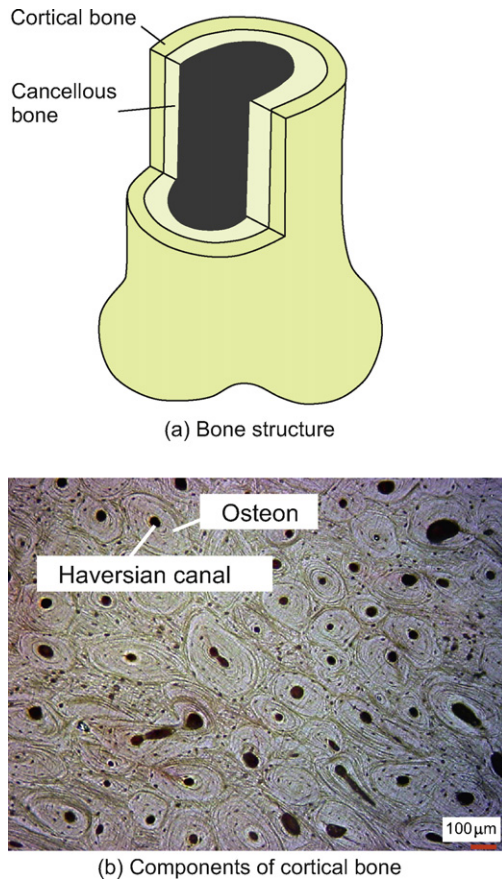 Cortical bone
Cancellous
bone
(a) Bone structure
Osteon
Haversian canal
100μm
(b) Components of cortical bone